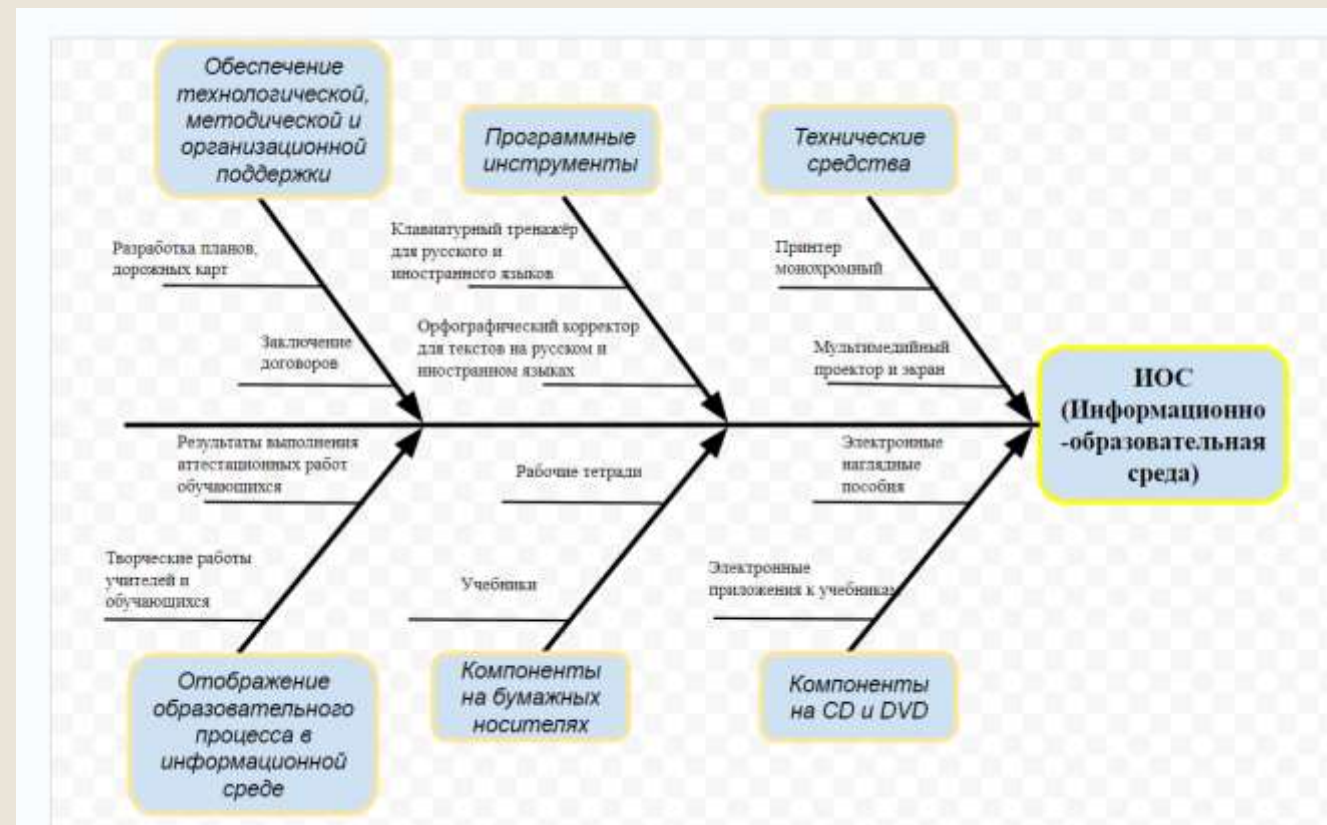 Обеспечение
технологической,
методической и
организационной
поддержки
Программные
инструменты
Технические
средства
Разработка планов,
дорожных карт
Заключение
договоров
Клавиатурный тренажёр
для русского и
иностранного языков
Орфографический корректор
для текстов на русском и
иностранном языках
Принтер
монохромный
Мультимедийный
проектор и экран
ИОС
(Информационно
-образовательная
среда)
Результаты выполнения
аттестационных работ
обучающихся
Творческие работы
учителей и
обучающихся
Рабочие тетради
Учебники
Электронные
наглядные
пособия
Электронные
приложения к учебникам
Отображение
образовательного
процесса в
информационной
среде
Компоненты
на бумажных
носителях
Компоненты
на CD и DVD